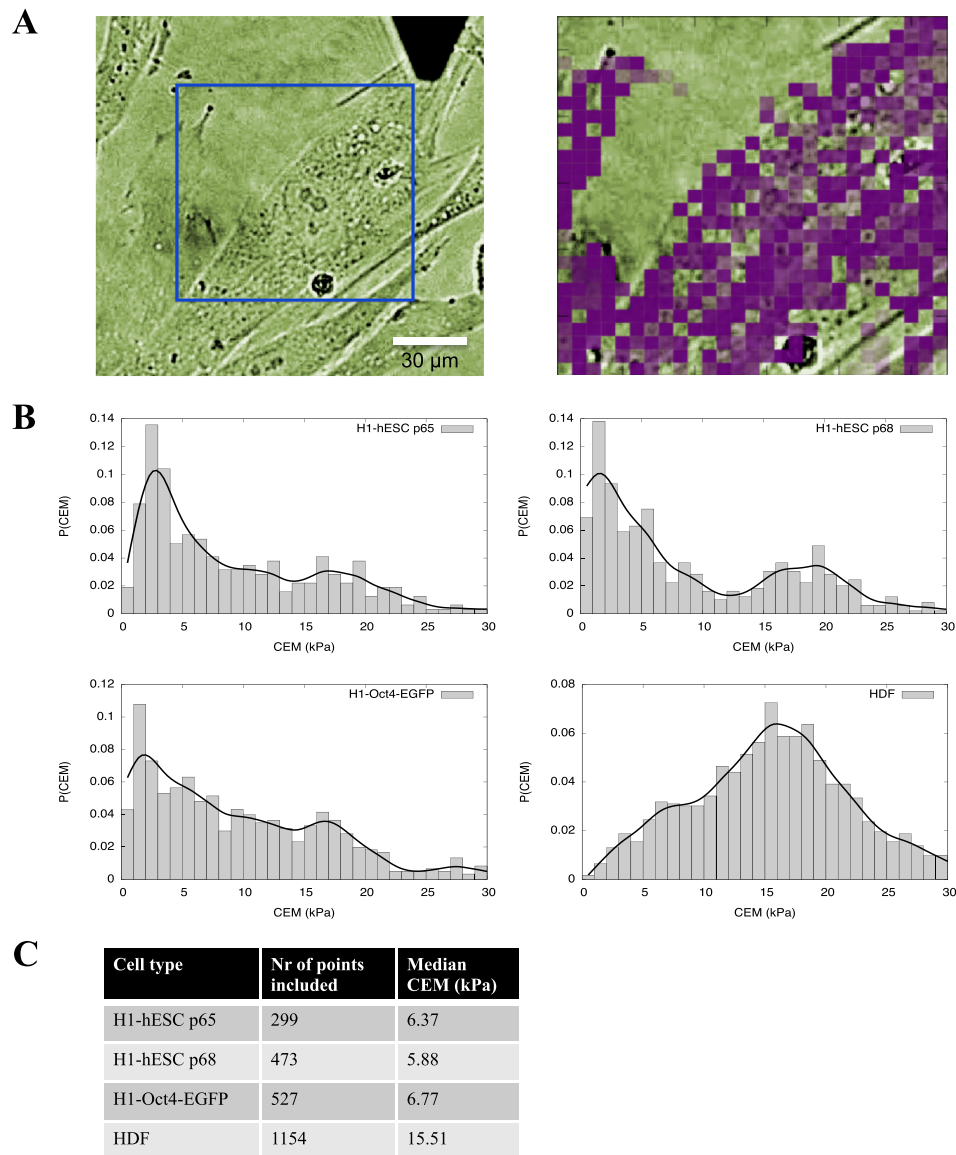 A
30 µm
B
H1-hESC p65
P(CEM)
0.14
0.12
0.1
0.08
0.06
0.04
0.02
0
0 5 10 15 20 25 30
CEM (kPa)
H1-hESC p68
P(CEM)
0.14
0.12
0.1
0.08
0.06
0.04
0.02
0
0 5 10 15 20 25 30
CEM (kPa)
H1-Oct4-EGFP
P(CEM)
0.12
0.1
0.08
0.06
0.04
0.02
0
0 5 10 15 20 25 30
CEM (kPa)
HDF
P(CEM)
0.08
0.06
0.04
0.02
0
0 5 10 15 20 25 30
CEM (kPa)
C
Cell type Nr of points included Median CEM (kPa)
H1-hESC p65 299 6.37
H1-hESC p68 473 5.88
H1-Oct4-EGFP 527 6.77
HDF 1154 15.51